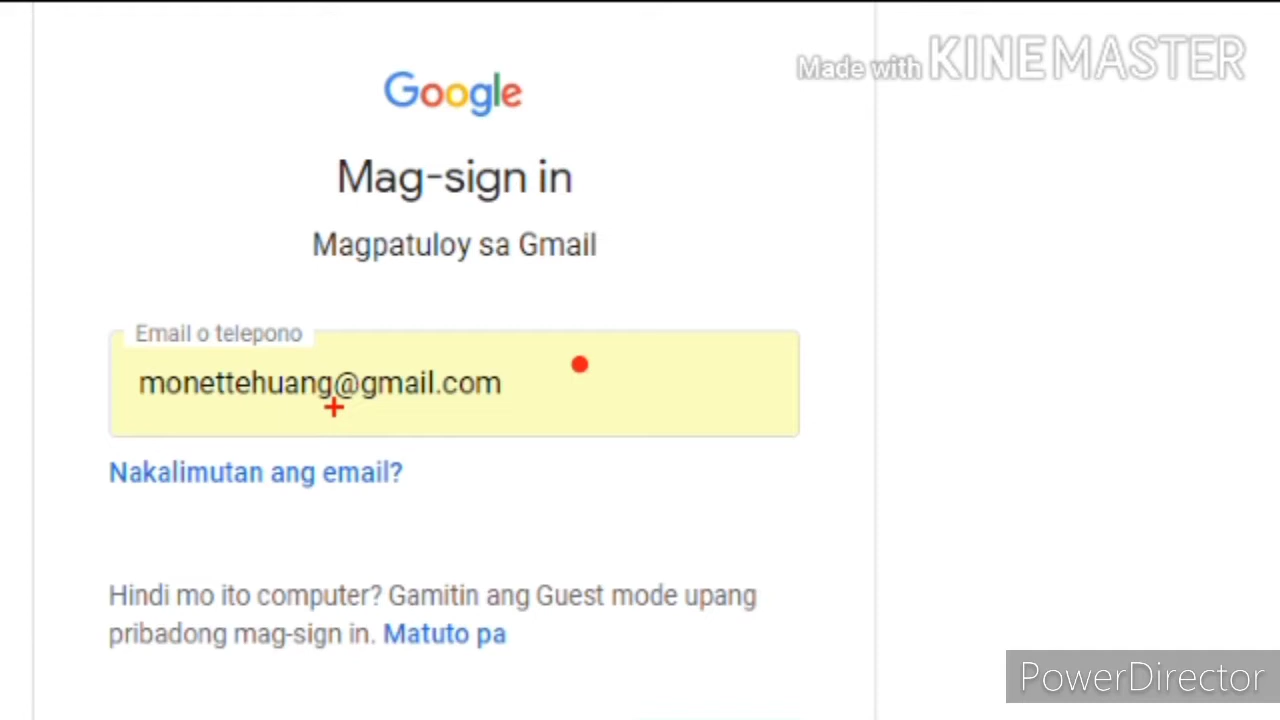 Made with KINEMASTER
Google
Mag-sign in
Magpatuloy sa Gmail
Email o telepono
monettehuang@gmail.com
Nakalimutan ang email?
Hindi mo ito computer? Gamitin ang Guest mode upang
pribadong mag-sign in. Matuto pa
PowerDirector